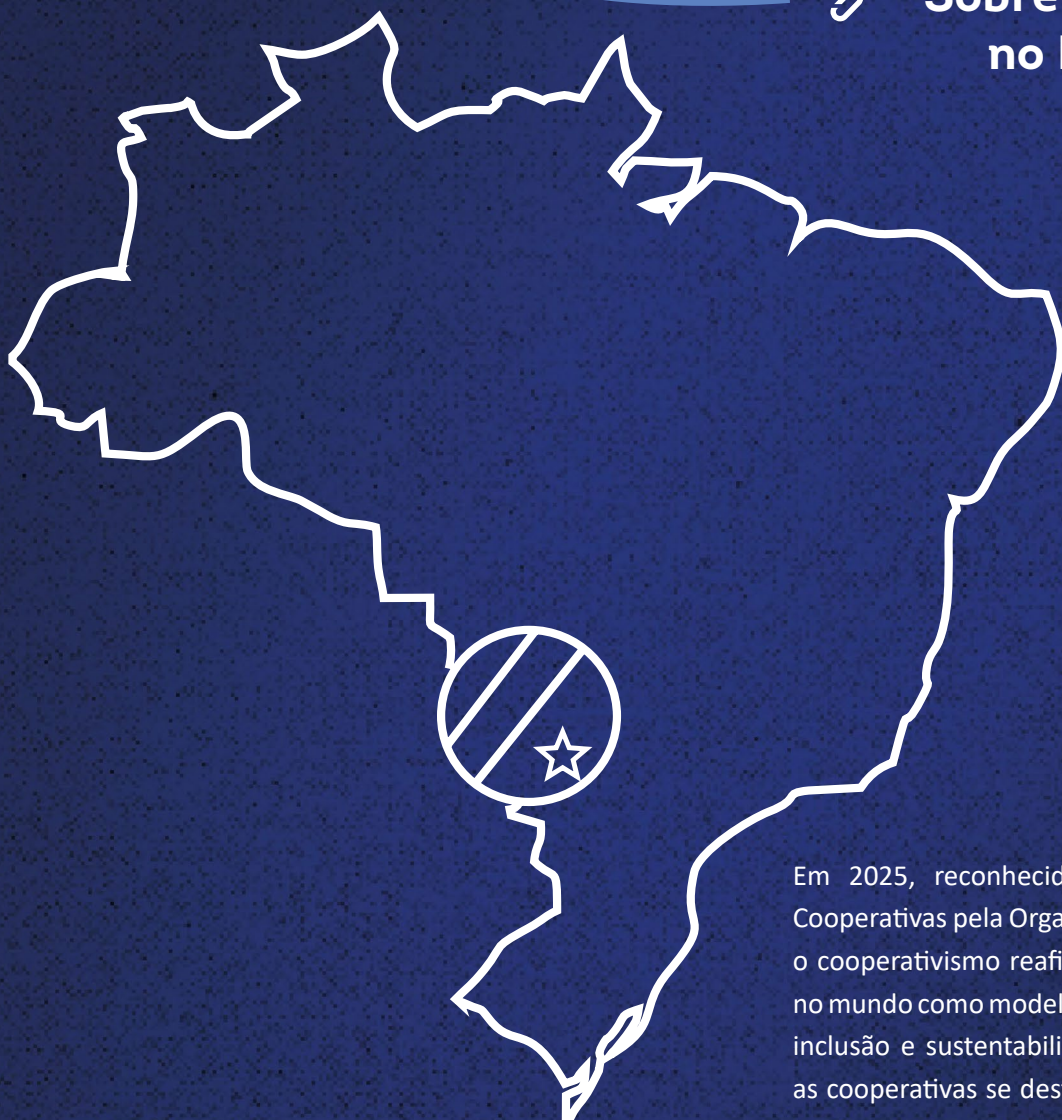 Sobre
no
Em 2025, reconhecid
Cooperativas pela Orga
o cooperativismo reafi
no mundo como model
inclusão e sustentabili
as cooperativas se des